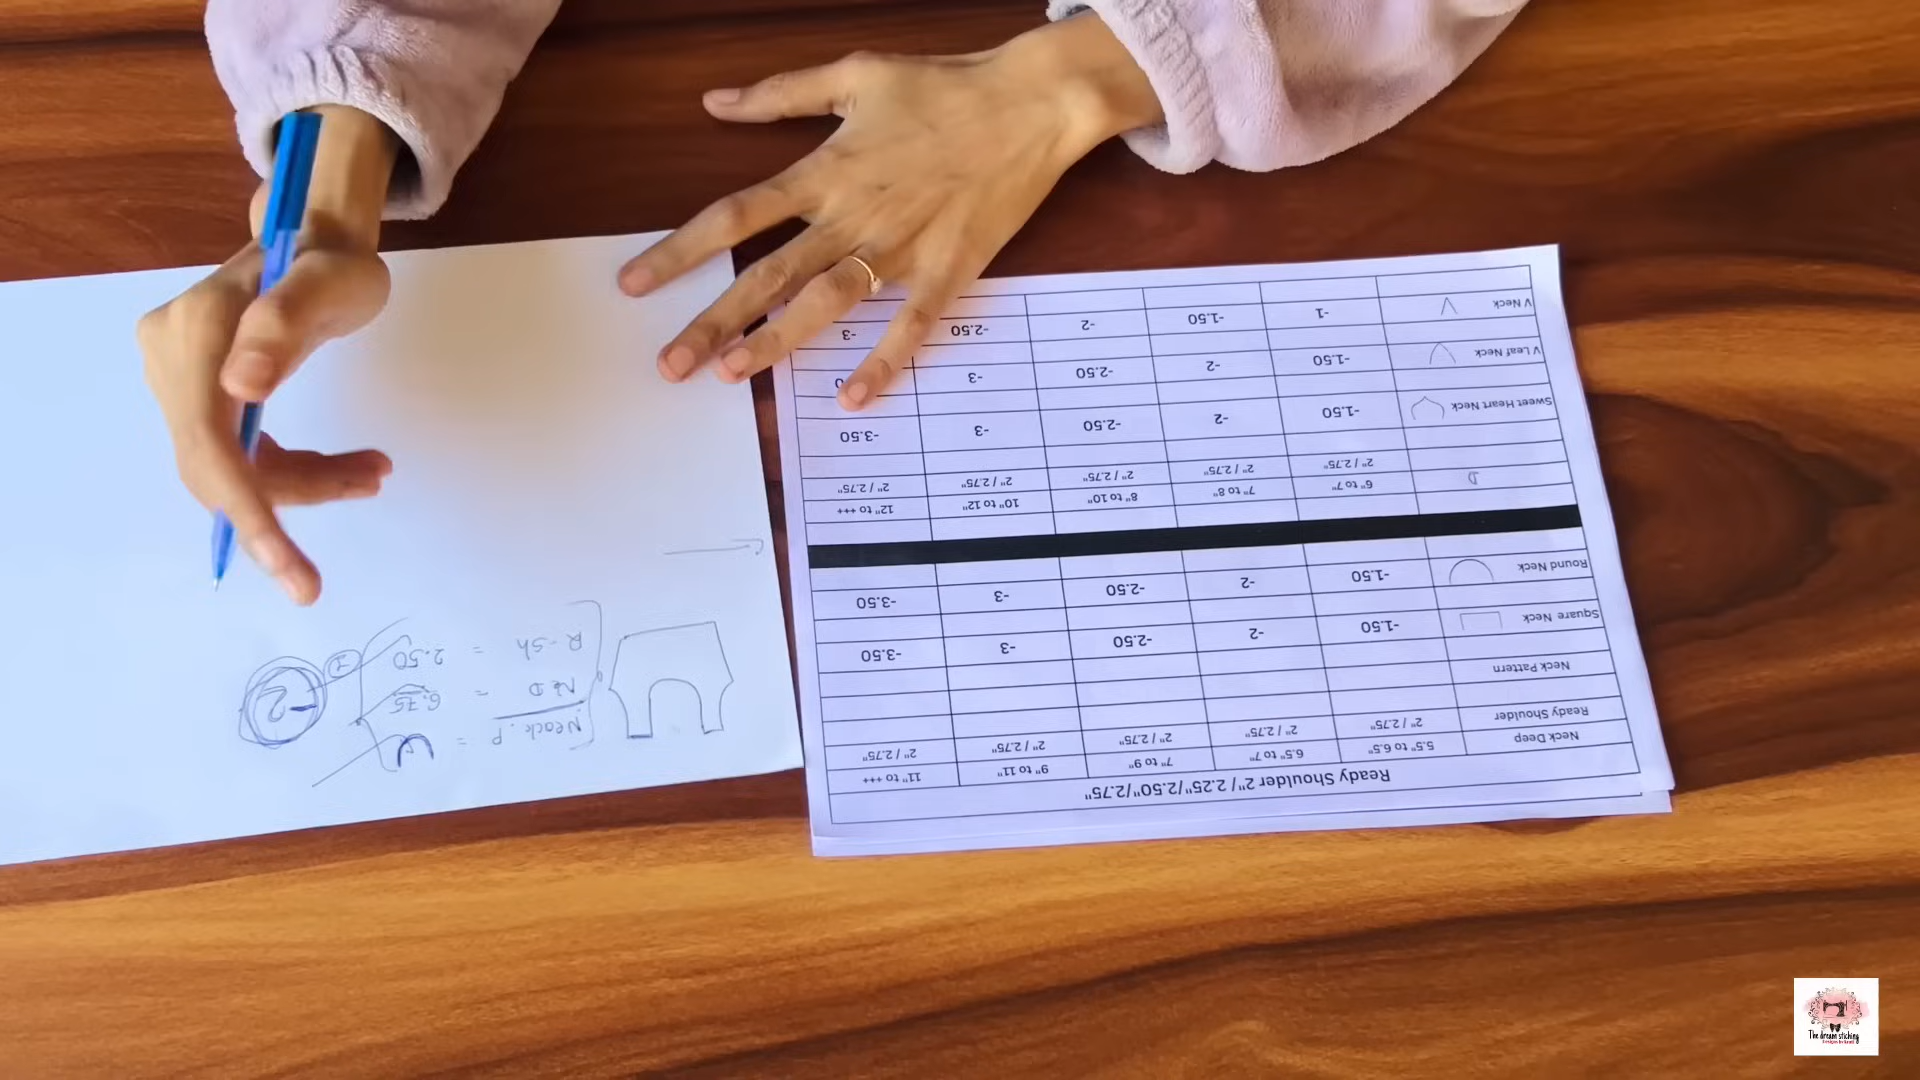 Ready Shoulder 2"/ 2.25"/2.50"/2.75"
Neck Deep 5.5" to 6.5" 6.5" to 7" 7" to 9" 9" to 11" 11" to +++
Ready Shoulder 2" / 2.75" 2" / 2.75" 2" / 2.75" 2" / 2.75" 2" / 2.75"
Neck Pattern
Square Neck -1.50 -2 -2.50 -3 -3.50
Round Neck -1.50 -2 -2.50 -3 -3.50
D 6" to 7" 7" to 8" 8" to 10" 10" to 12" 12" to +++
2" / 2.75" 2" / 2.75" 2" / 2.75" 2" / 2.75" 2" / 2.75"
Sweet Heart Neck -1.50 -2 -2.50 -3 -3.50
V Leaf Neck -1.50 -2 -2.50 -3
V Neck -1 -1.50 -2 -2.50 -3
Neack.P =
= 6.75 -2
R-Sh = 2.50
The dream stiching